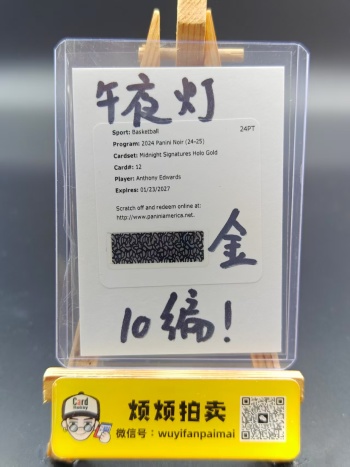 午夜灯
Sport: Basketball
24PT
Program: 2024 Panini Noir (24-25)
Cardset: Midnight Signatures Holo Gold
Card#: 12
Player: Anthony Edwards
Expires: 01/23/2027
Scratch off and redeem online at:
http://www.paniniamerica.net.
金
10编!
Card
Hobby
烦烦拍卖
微信号: wuyifanpaimai